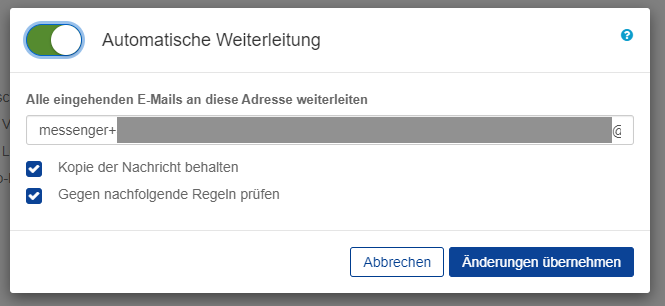 Automatische Weiterleitung
?
Alle eingehenden E-Mails an diese Adresse weiterleiten
messenger+ @
Kopie der Nachricht behalten
Gegen nachfolgende Regeln prüfen
Abbrechen Änderungen übernehmen